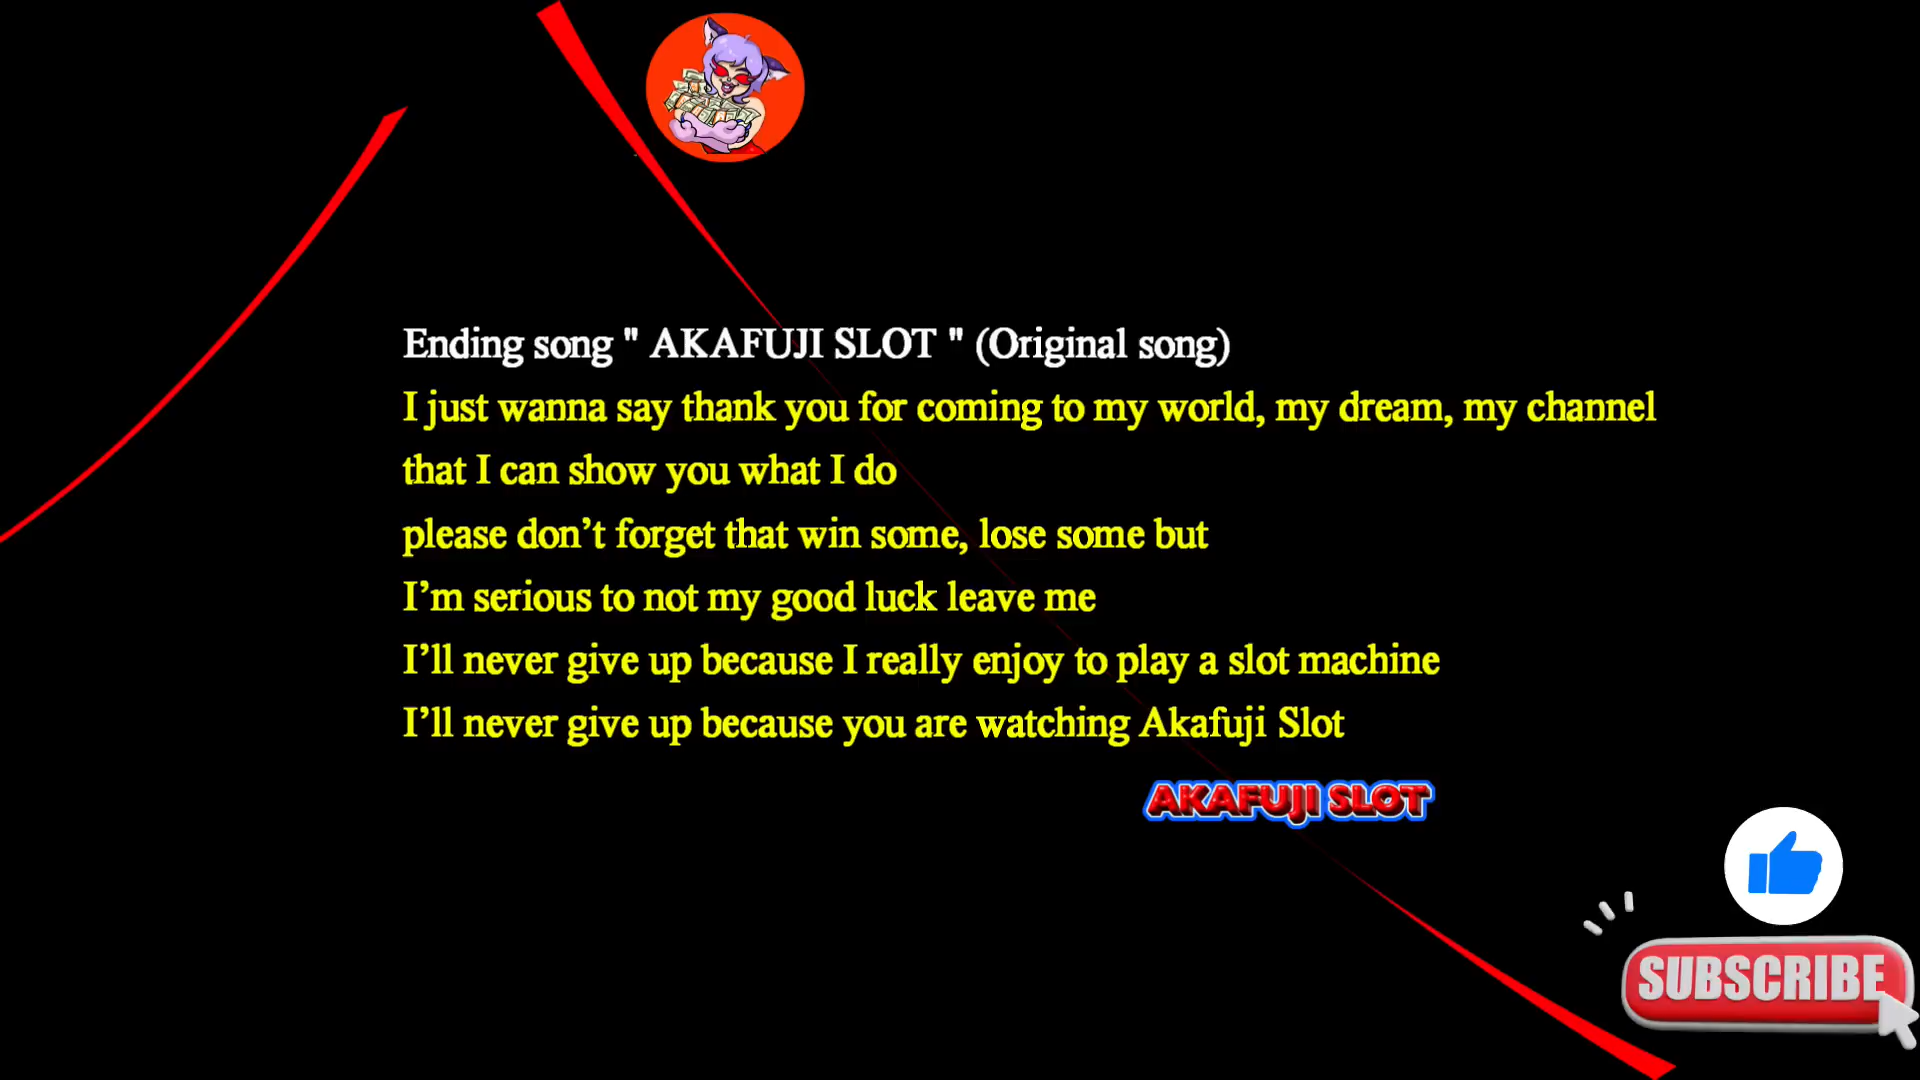 Ending song " AKAFUJI SLOT " (Original song)
I just wanna say thank you for coming to my world, my dream, my channel
that I can show you what I do
please don’t forget that win some, lose some but
I’m serious to not my good luck leave me
I’ll never give up because I really enjoy to play a slot machine
I’ll never give up because you are watching Akafuji Slot
AKAFUJI SLOT
SUBSCRIBE